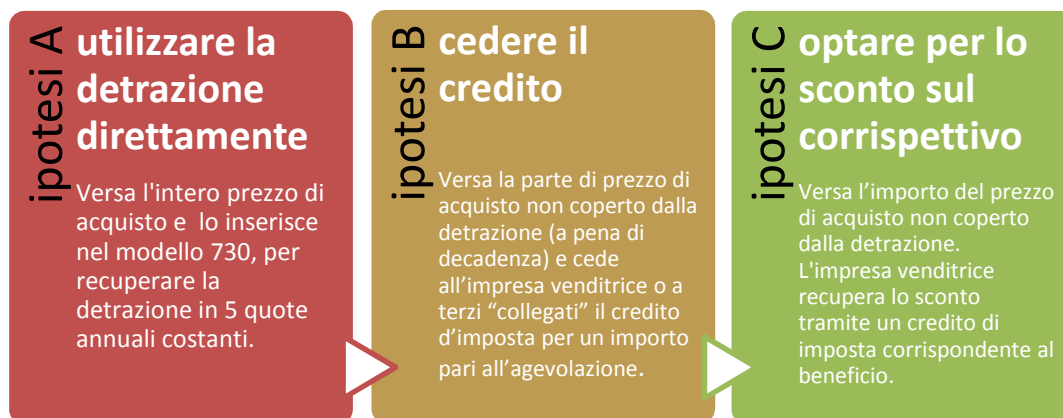 ipotesi A
utilizzare la
detrazione
direttamente
Versa l'intero prezzo di
acquisto e lo inserisce
nel modello 730, per
recuperare la
detrazione in 5 quote
annuali costanti.
ipotesi B
cedere il
credito
Versa la parte di prezzo di
acquisto non coperto dalla
detrazione (a pena di
decadenza) e cede
all’impresa venditrice o a
terzi “collegati” il credito
d’imposta per un importo
pari all’agevolazione.
ipotesi C
optare per lo
sconto sul
corrispettivo
Versa l’importo del prezzo
di acquisto non coperto
dalla detrazione.
L'impresa venditrice
recupera lo sconto
tramite un credito di
imposta corrispondente al
beneficio.